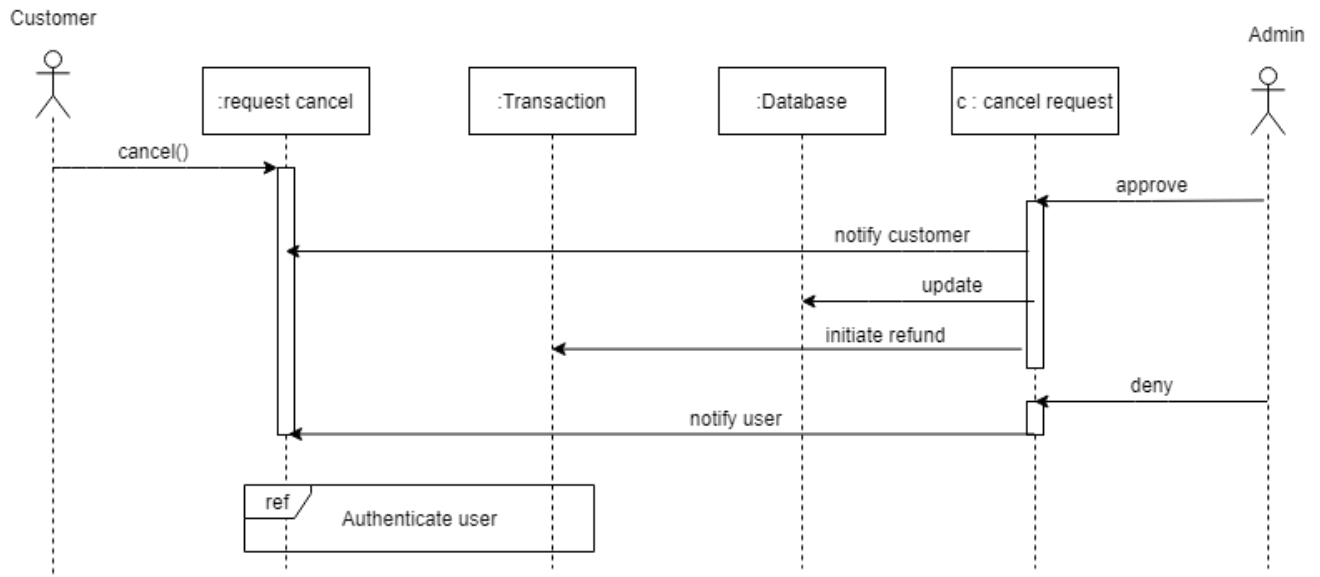 Customer
Admin
:request cancel
:Transaction
:Database
c : cancel request
cancel()
approve
notify customer
update
initiate refund
deny
notify user
ref
Authenticate user